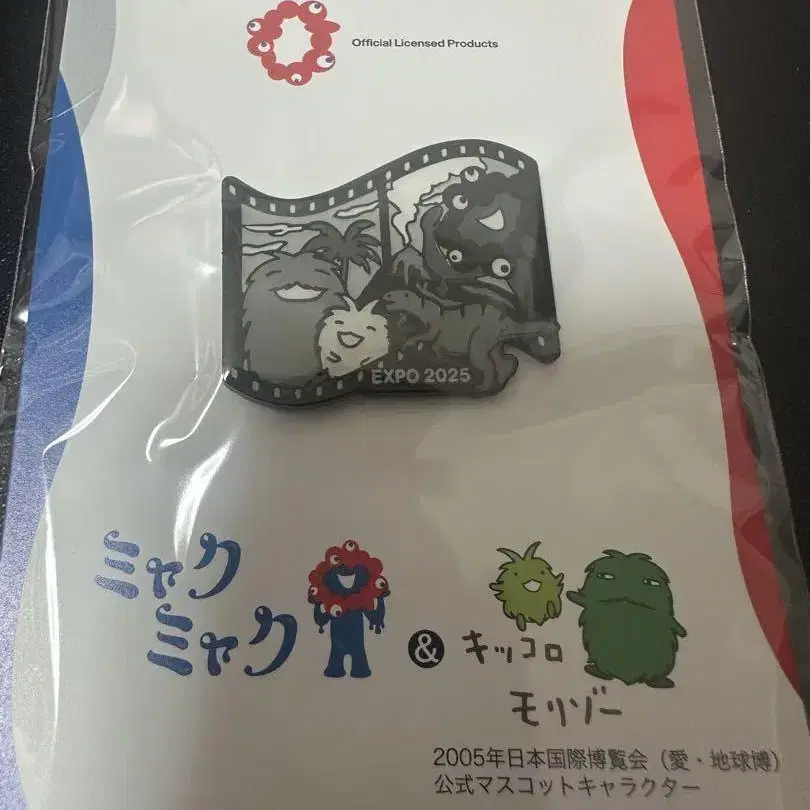 Official Licensed Products
EXPO 2025
ミャク
ミャク
&
キッコロ
モリゾー
2005年日本国際博覧会（愛・地球博）
公式マスコットキャラクター